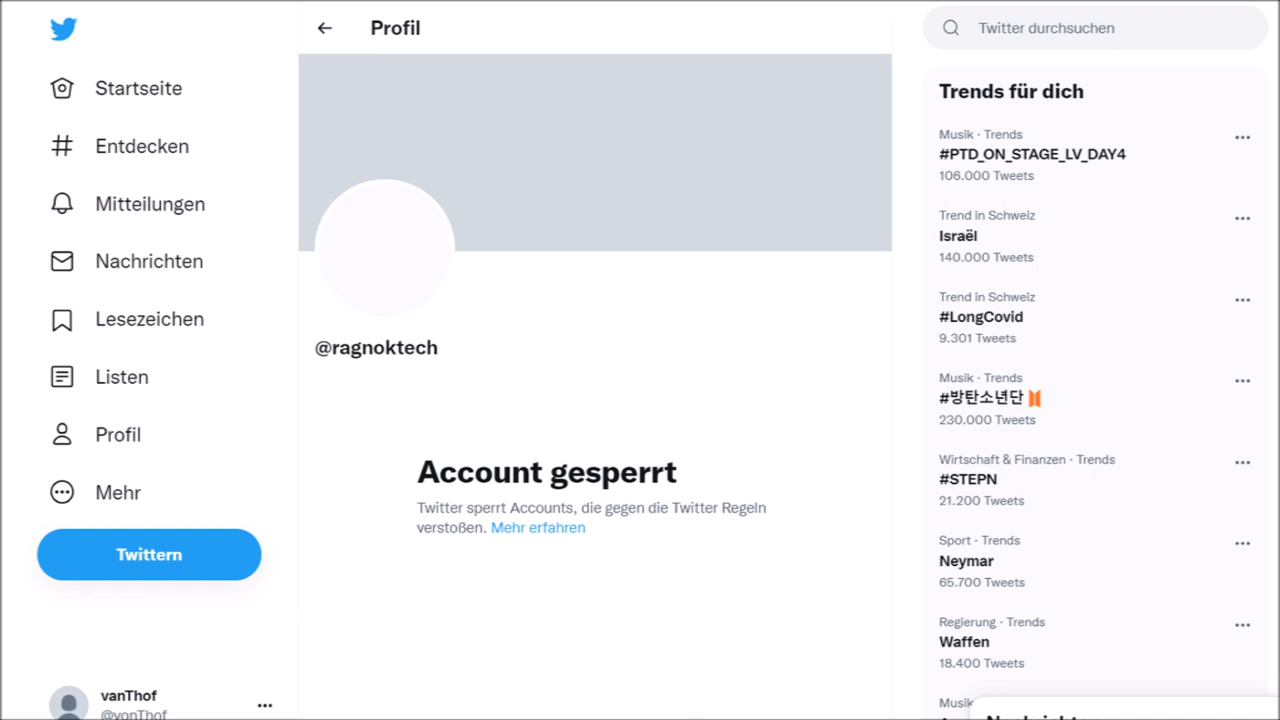 Profil
Twitter durchsuchen
Startseite
Entdecken
Mitteilungen
Nachrichten
Lesezeichen
Listen
Profil
Mehr
Twittern
vanThof
@vonThof
@ragnoktech
Account gesperrt
Twitter sperrt Accounts, die gegen die Twitter Regeln
verstoßen. Mehr erfahren
Trends für dich
Musik · Trends
#PTD_ON_STAGE_LV_DAY4
106.000 Tweets
Trend in Schweiz
Israël
140.000 Tweets
Trend in Schweiz
#LongCovid
9.301 Tweets
Musik · Trends
#방탄소년단
230.000 Tweets
Wirtschaft & Finanzen · Trends
#STEPN
21.200 Tweets
Sport · Trends
Neymar
65.700 Tweets
Regierung · Trends
Waffen
18.400 Tweets
Musik